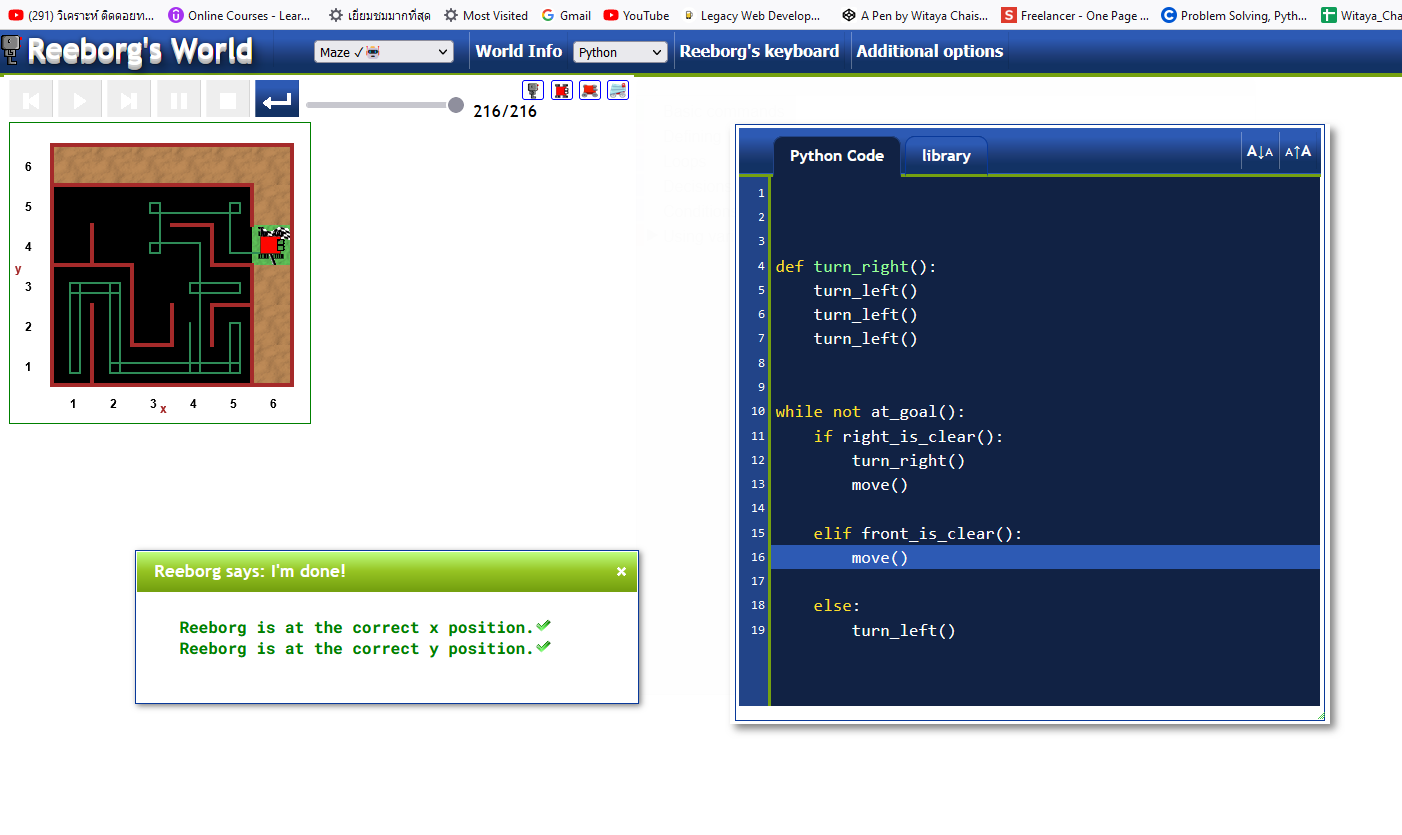 (291) วิเคราะห์ ติดดอยท...
Online Courses - Lear...
เยี่ยมชมมากที่สุด
Most Visited
Gmail
YouTube
Legacy Web Develop...
A Pen by Witaya Chais...
Freelancer - One Page ...
Problem Solving, Pyth...
Witaya_Cha
Reeborg's World
Maze ✓
World Info
Python
Reeborg's keyboard
Additional options
216/216
6
5
4
y
3
2
1
1 2 3 x 4 5 6
Python Code
library
A↓A
A↑A
1
2
3
4 def turn_right():
5     turn_left()
6     turn_left()
7     turn_left()
8
9
10 while not at_goal():
11     if right_is_clear():
12         turn_right()
13         move()
14
15     elif front_is_clear():
16         move()
17
18     else:
19         turn_left()
Reeborg says: I'm done!
×
Reeborg is at the correct x position.✔
Reeborg is at the correct y position.✔